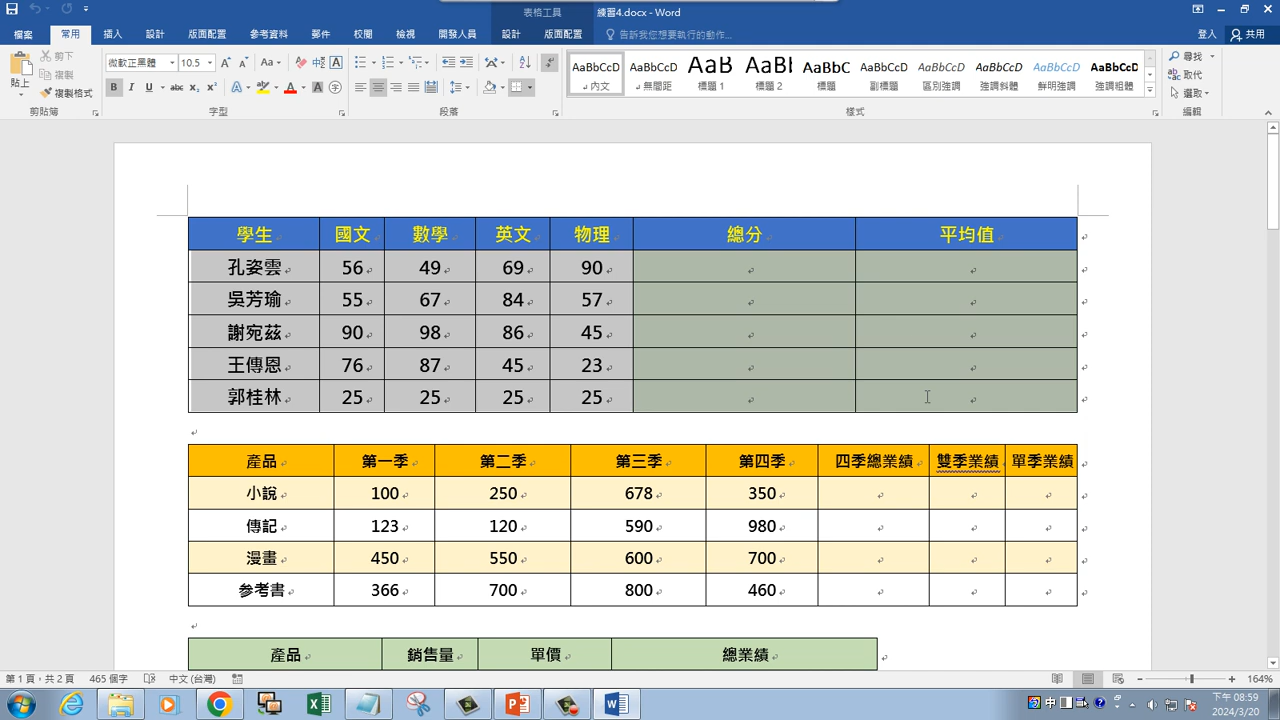 表格工具
練習4.docx - Word
檔案 常用 插入 設計 版面配置 參考資料 郵件 校閱 檢視 開發人員 設計 版面配置 告訴我您想要執行的動作... 登入 共用
貼上 剪下 複製 複製格式
微軟正黑體 10.5
AaBbCcD AaBbCcD AaB AaBl AaBbC AaBbCcD AaBbCcD AaBbCcD AaBbCcD AaBbCcD
內文 無間距 標題 1 標題 2 標題 副標題 區別強調 強調斜體 鮮明強調 強調粗體
尋找 取代 選取
剪貼簿 字型 段落 樣式 編輯
學生 國文 數學 英文 物理 總分 平均值
孔姿雲 56 49 69 90
吳芳瑜 55 67 84 57
謝宛茲 90 98 86 45
王傳恩 76 87 45 23
郭桂林 25 25 25 25
產品 第一季 第二季 第三季 第四季 四季總業績 雙季業績 單季業績
小說 100 250 678 350
傳記 123 120 590 980
漫畫 450 550 600 700
參考書 366 700 800 460
產品 銷售量 單價 總業績
第 1 頁，共 2 頁 465 個字 中文 (台灣) 164%
下午 08:59
2024/3/20